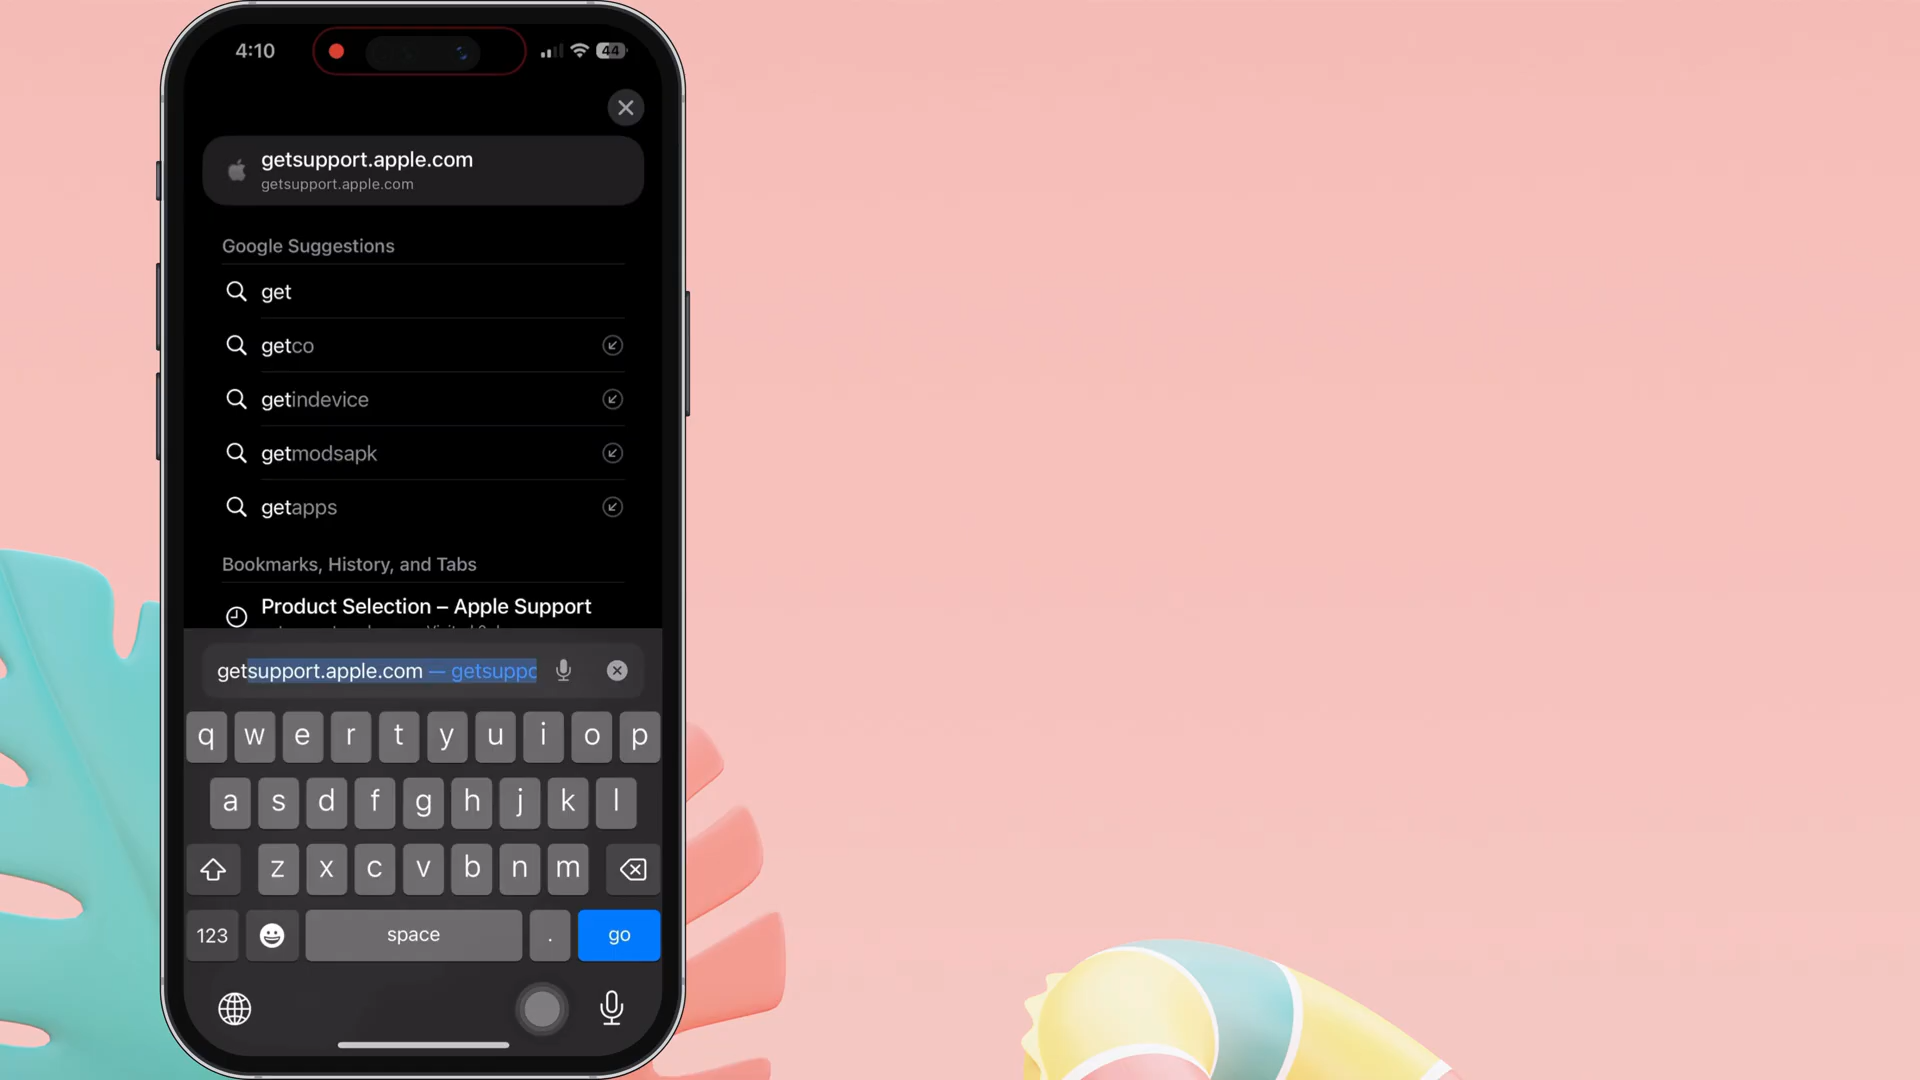 4:10
44
getsupport.apple.com
getsupport.apple.com
Google Suggestions
get
getco
getindevice
getmodsapk
getapps
Bookmarks, History, and Tabs
Product Selection – Apple Support
getsupport.apple.com — getsuppo
q w e r t y u i o p
a s d f g h j k l
z x c v b n m
123 space . go